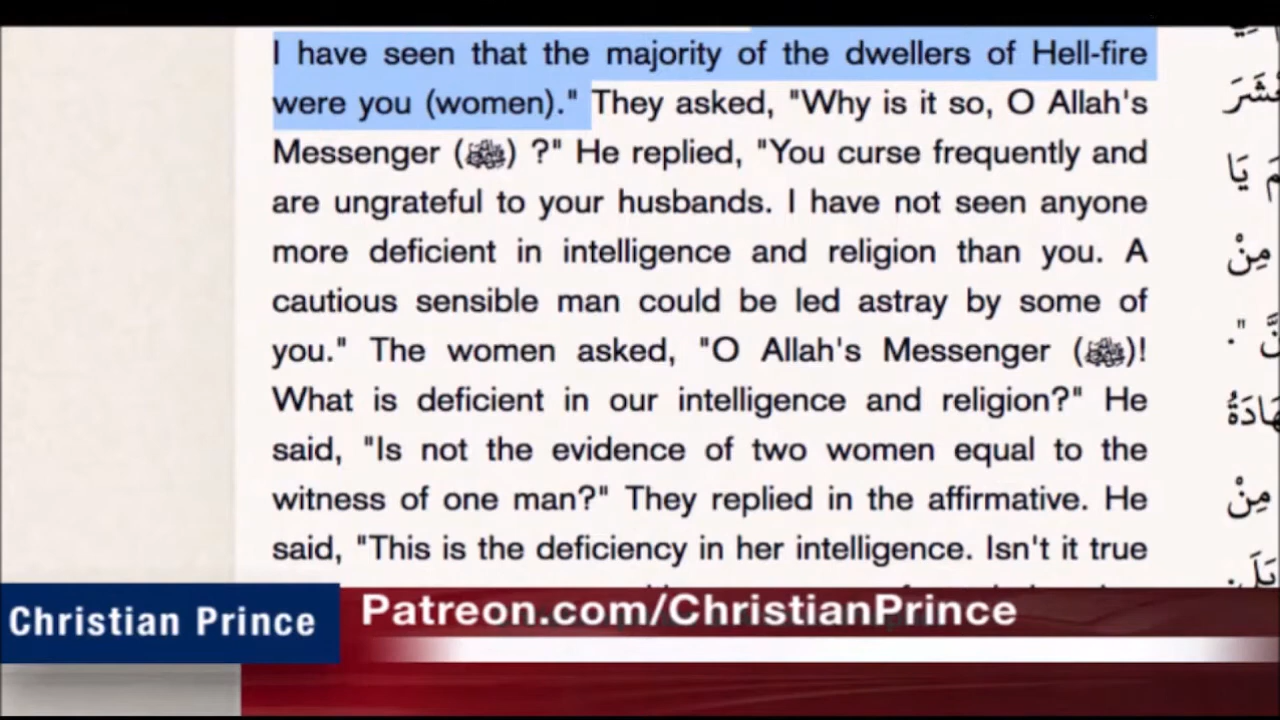 I have seen that the majority of the dwellers of Hell-fire
were you (women)." They asked, "Why is it so, O Allah's
Messenger (ﷺ) ?" He replied, "You curse frequently and
are ungrateful to your husbands. I have not seen anyone
more deficient in intelligence and religion than you. A
cautious sensible man could be led astray by some of
you." The women asked, "O Allah's Messenger (ﷺ)!
What is deficient in our intelligence and religion?" He
said, "Is not the evidence of two women equal to the
witness of one man?" They replied in the affirmative. He
said, "This is the deficiency in her intelligence. Isn't it true
يَا
مِنْ
مِنْ
Christian Prince
Patreon.com/ChristianPrince